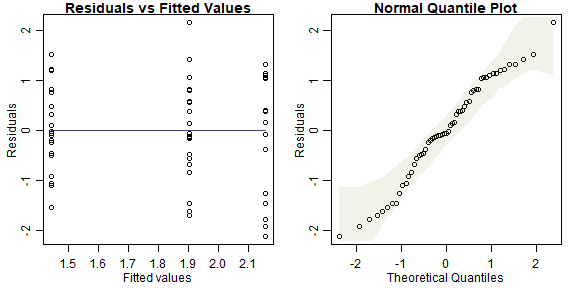 Residuals vs Fitted Values
Residuals
2
1
0
-1
-2
1.5 1.6 1.7 1.8 1.9 2.0 2.1
Fitted values
Normal Quantile Plot
Residuals
2
1
0
-1
-2
-2 -1 0 1 2
Theoretical Quantiles